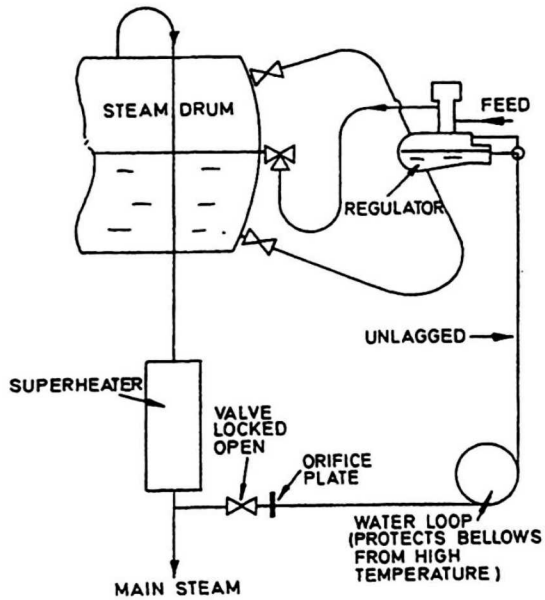 STEAM DRUM
FEED
REGULATOR
UNLAGGED
SUPERHEATER
VALVE
LOCKED
OPEN
ORIFICE
PLATE
WATER LOOP
(PROTECTS BELLOWS
FROM HIGH
TEMPERATURE)
MAIN STEAM